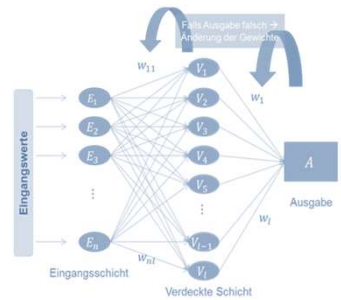 Falls Ausgabe falsch →
Änderung der Gewichte
w₁₁
w₁
V₁
V₂
V₃
V₄
V₅
⋮
Vₗ₋₁
Vₗ
E₁
E₂
E₃
⋮
Eₙ
Eingangswerte
A
Ausgabe
wₗ
wₙₗ
Eingangsschicht
Verdeckte Schicht